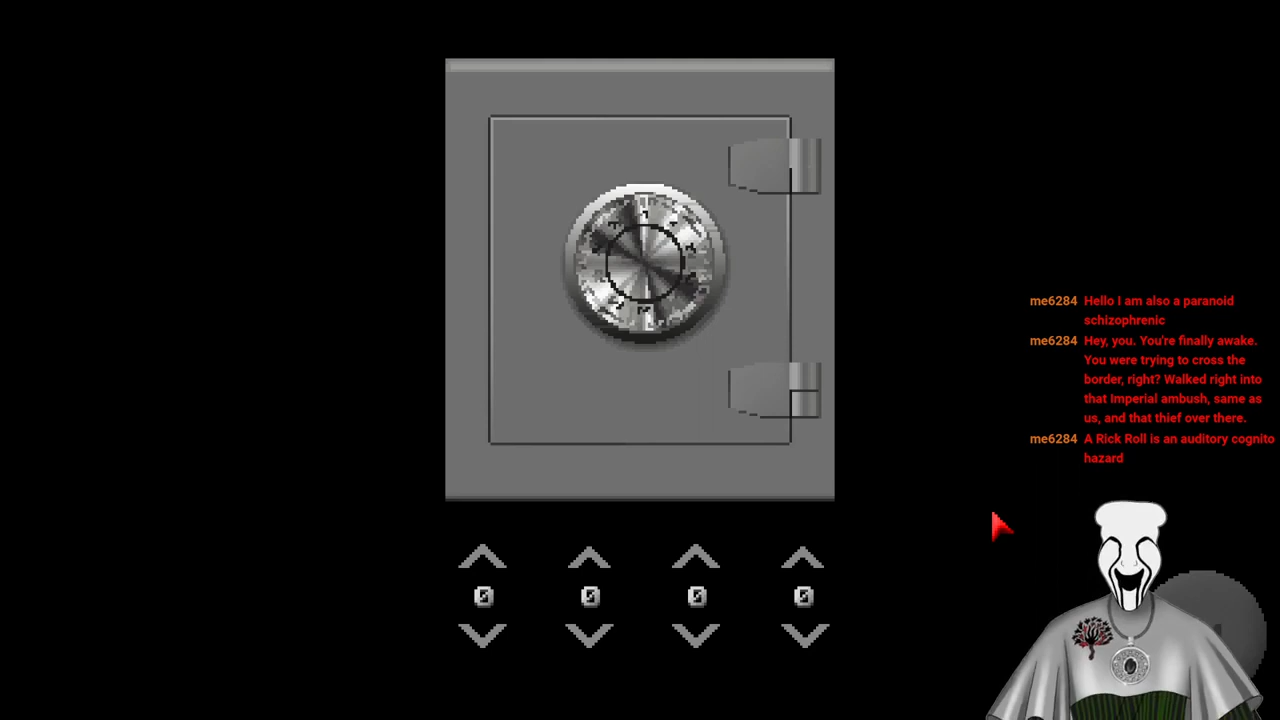 me6284 Hello I am also a paranoid
schizophrenic
me6284 Hey, you. You're finally awake.
You were trying to cross the
border, right? Walked right into
that Imperial ambush, same as
us, and that thief over there.
me6284 A Rick Roll is an auditory cognito
hazard
0 0 0 0